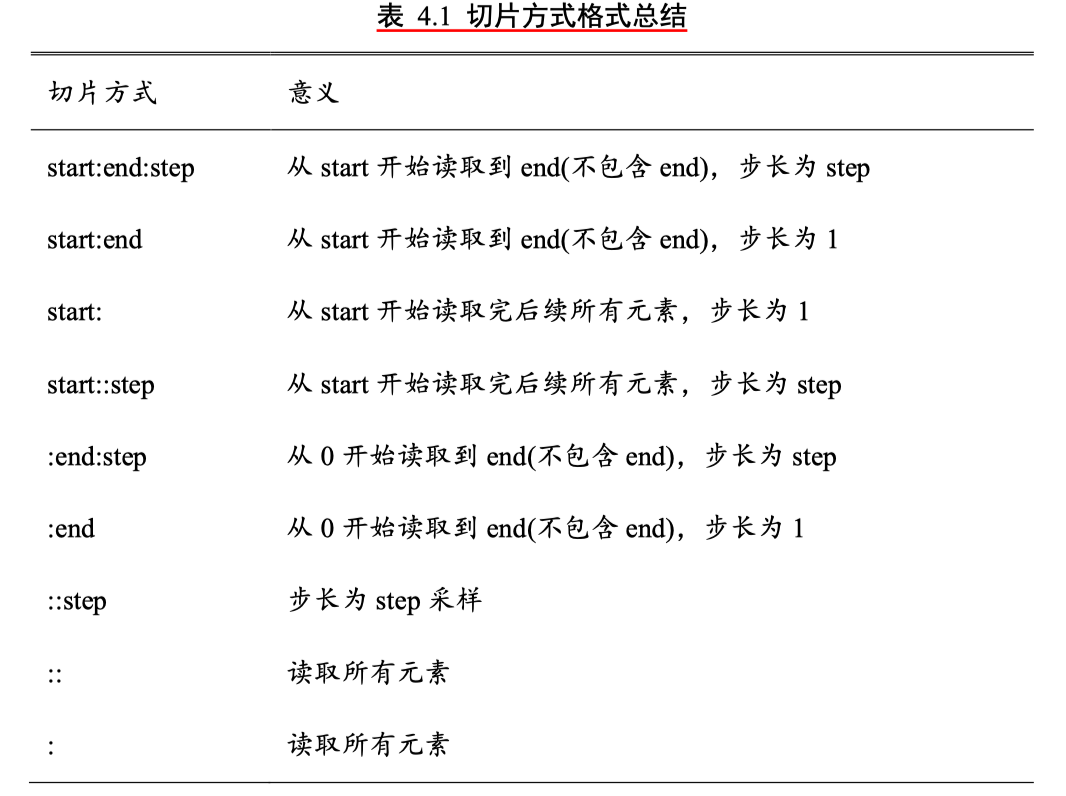 表 4.1 切片方式格式总结
切片方式 意义
start:end:step 从 start 开始读取到 end(不包含 end)，步长为 step
start:end 从 start 开始读取到 end(不包含 end)，步长为 1
start: 从 start 开始读取完后续所有元素，步长为 1
start::step 从 start 开始读取完后续所有元素，步长为 step
:end:step 从 0 开始读取到 end(不包含 end)，步长为 step
:end 从 0 开始读取到 end(不包含 end)，步长为 1
::step 步长为 step 采样
:: 读取所有元素
: 读取所有元素